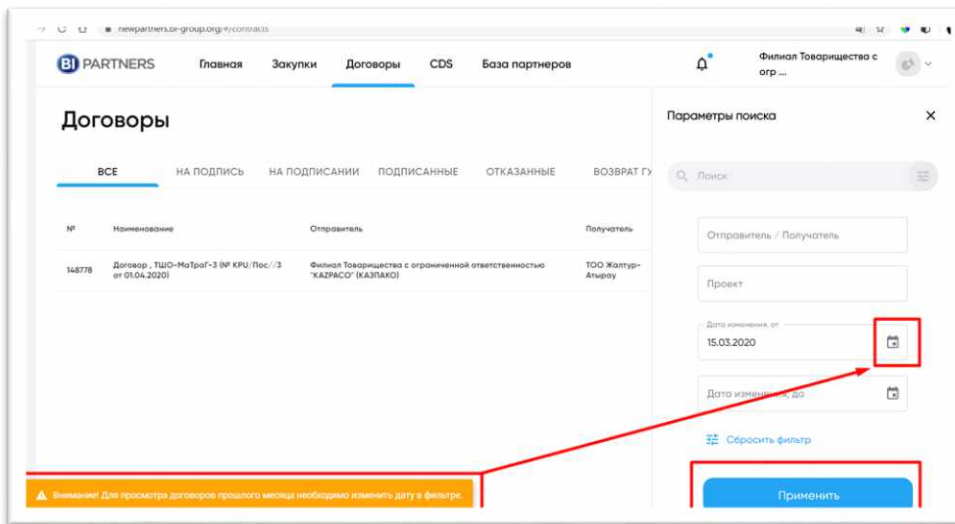 newpartners.bi-group.org/#/contracts
BI PARTNERS Главная Закупки Договоры CDS База партнеров Филиал Товарищества с
огр ...
Договоры
Параметры поиска
ВСЕ НА ПОДПИСЬ НА ПОДПИСАНИИ ПОДПИСАННЫЕ ОТКАЗАННЫЕ ВОЗВРАТ ГУ
Поиск
№ Наименование Отправитель Получатель
Отправитель / Получатель
148778 Договор , ТШО-МаТраГ-3 (№ KPU/Пос//3
от 01.04.2020) Филиал Товарищества с ограниченной ответственностью
"KAZPACO" (КАЗПАКО) ТОО Жалтур-
Атырау
Проект
Дата изменения, от
15.03.2020
Дата изменения, до
Сбросить фильтр
Внимание! Для просмотра договоров прошлого месяца необходимо изменить дату в фильтре.
Применить